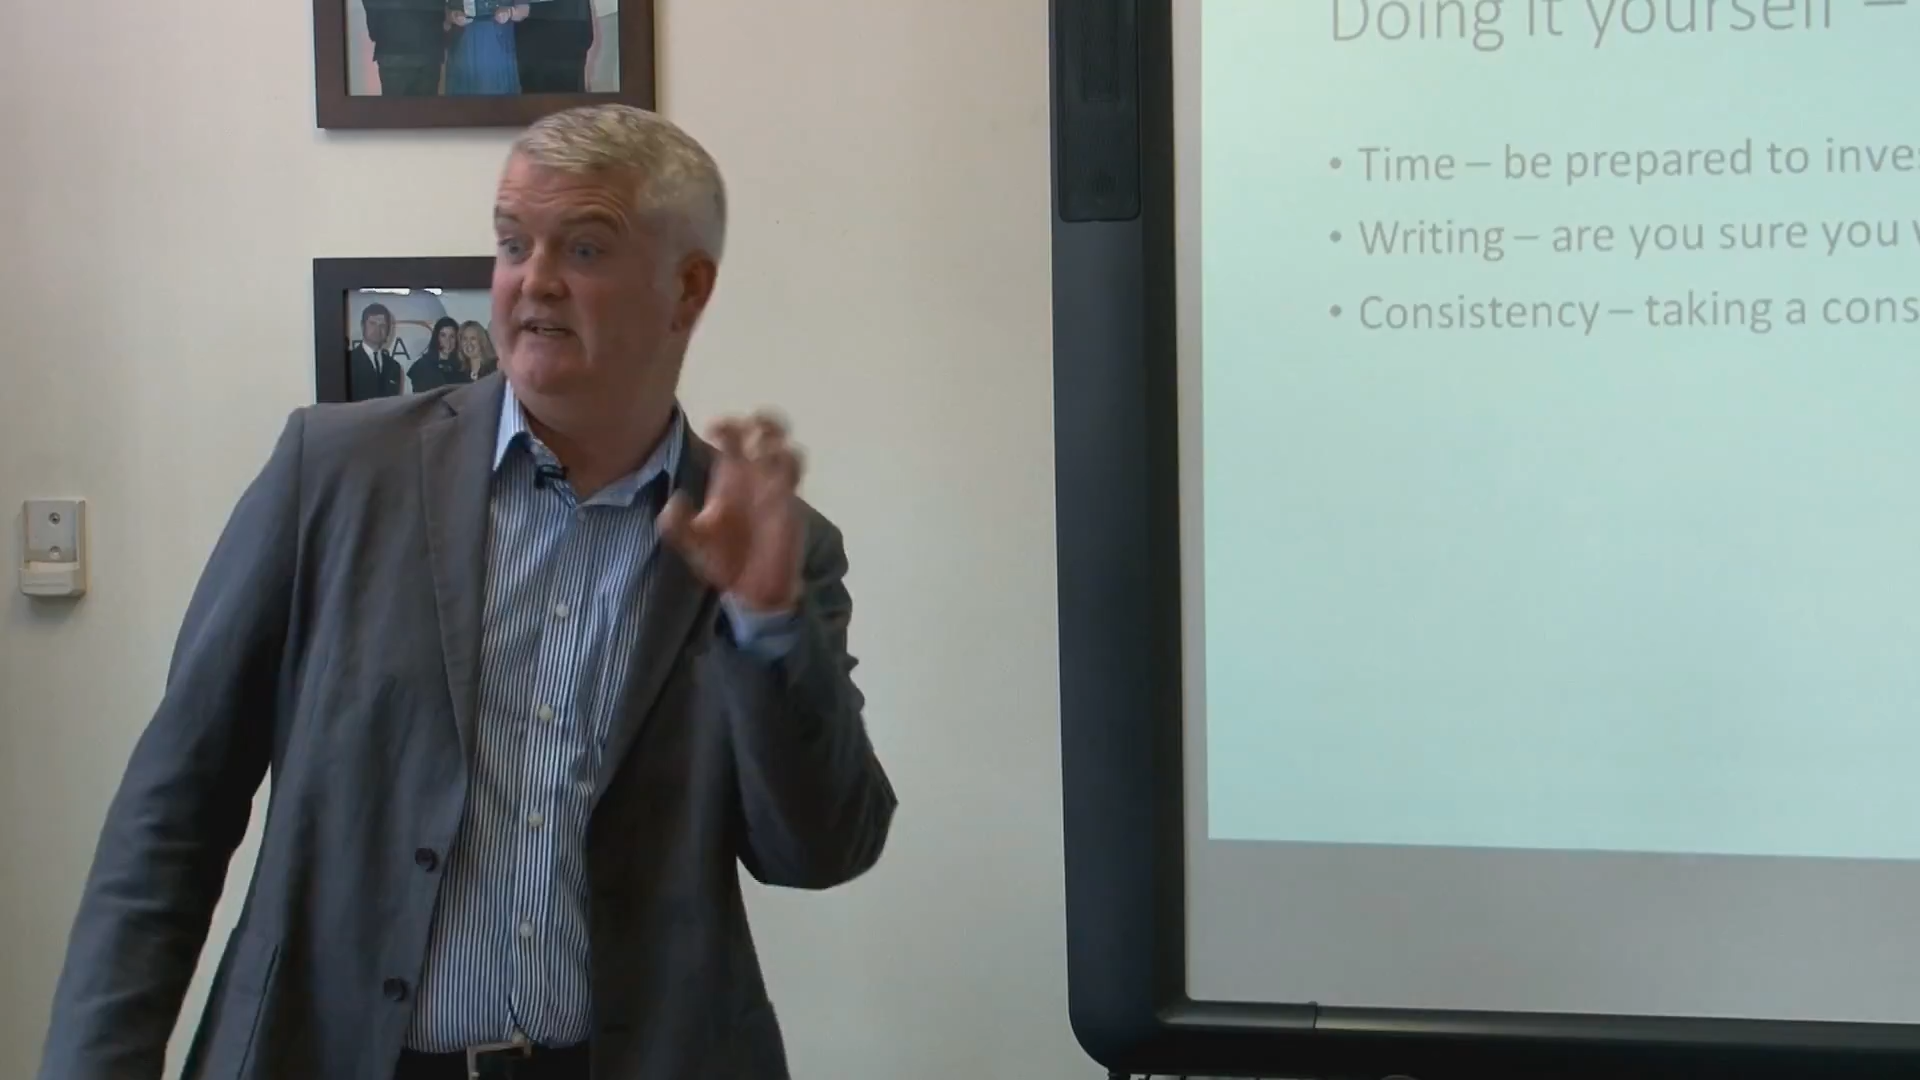 Doing it yourself –
• Time – be prepared to inve
• Writing – are you sure you
• Consistency – taking a cons